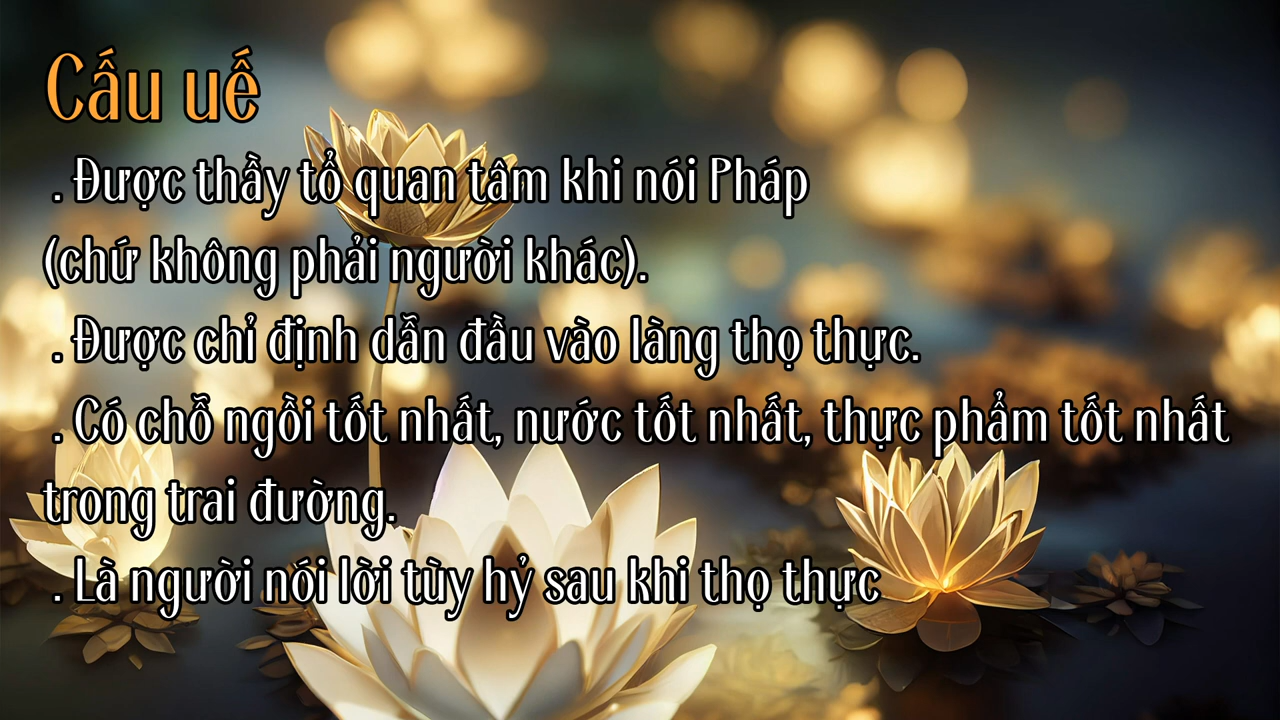 Cấu uế
. Được thầy tổ quan tâm khi nói Pháp
(chứ không phải người khác).
. Được chỉ định dẫn đầu vào làng thọ thực.
. Có chỗ ngồi tốt nhất, nước tốt nhất, thực phẩm tốt nhất
trong trai đường.
. Là người nói lời tùy hỷ sau khi thọ thực